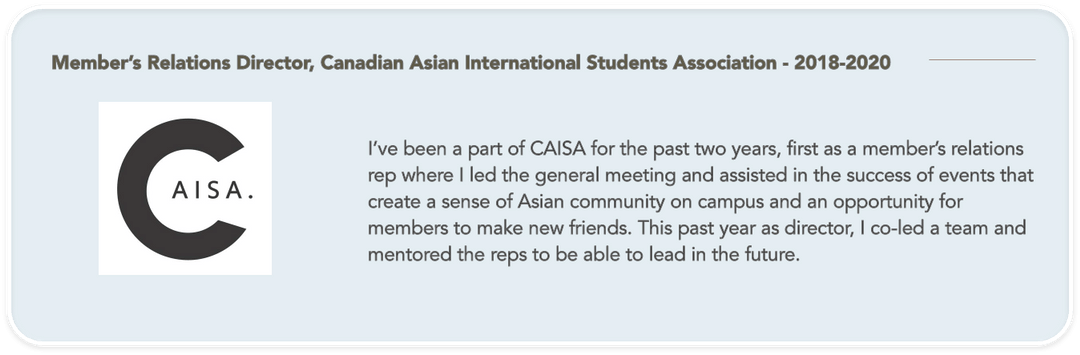 Member's Relations Director, Canadian Asian International Students Association - 2018-2020
CAISA.
I've been a part of CAISA for the past two years, first as a member's relations
rep where I led the general meeting and assisted in the success of events that
create a sense of Asian community on campus and an opportunity for
members to make new friends. This past year as director, I co-led a team and
mentored the reps to be able to lead in the future.